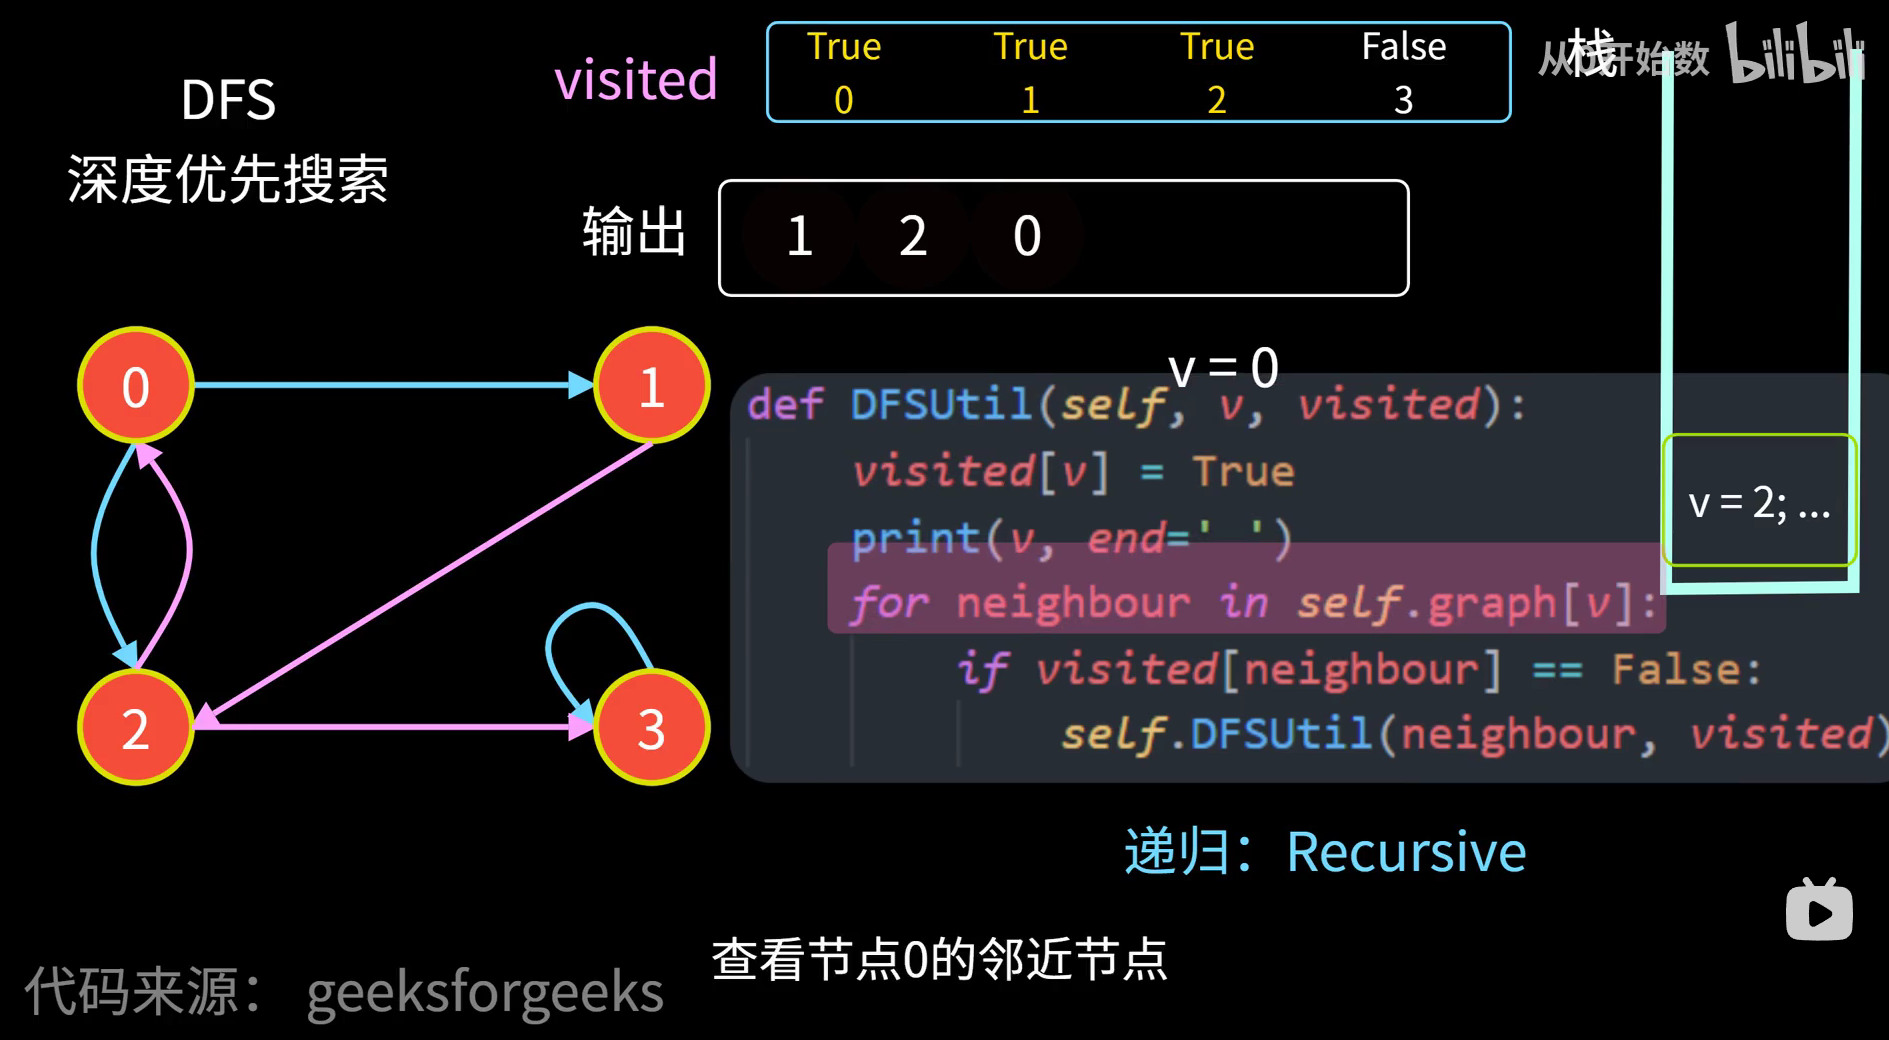 DFS
深度优先搜索
visited
True True True False
0 1 2 3
栈
从0开始数 bilibili
输出
1 2 0
0
1
2
3
v = 0
def DFSUtil(self, v, visited):
visited[v] = True
print(v, end=' ')
for neighbour in self.graph[v]:
if visited[neighbour] == False:
self.DFSUtil(neighbour, visited)
v = 2; ...
递归：Recursive
查看节点0的邻近节点
代码来源： geeksforgeeks